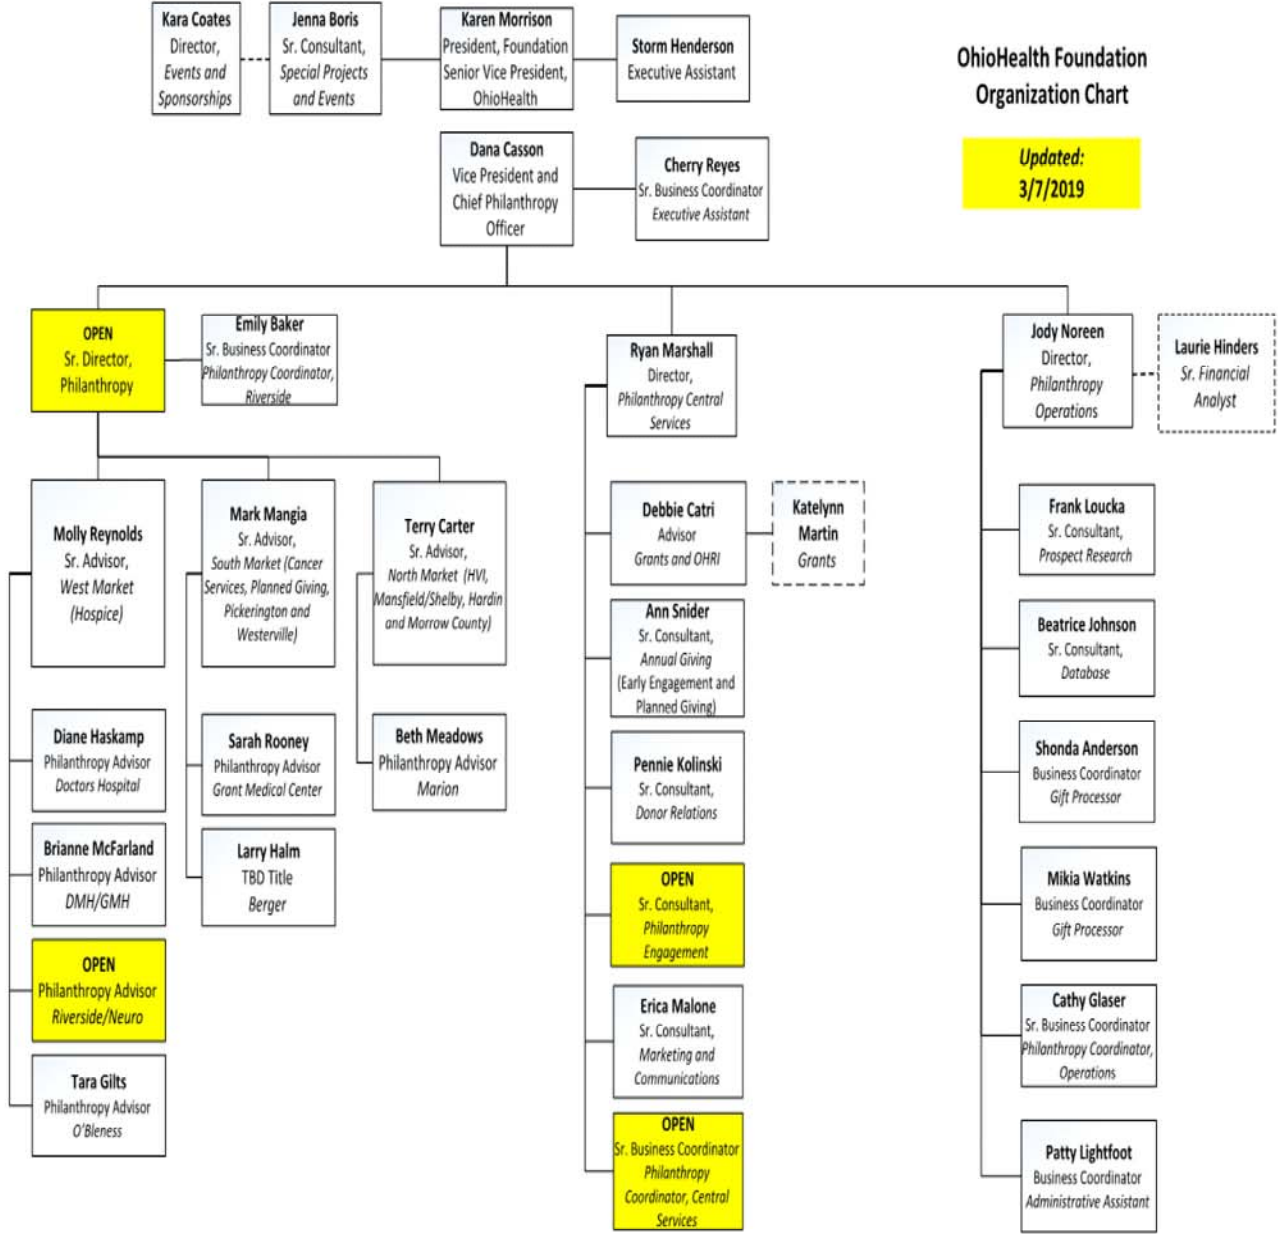 Kara Coates
Director,
Events and
Sponsorships
Jenna Boris
Sr. Consultant,
Special Projects
and Events
Karen Morrison
President, Foundation
Senior Vice President,
OhioHealth
Storm Henderson
Executive Assistant
OhioHealth Foundation
Organization Chart
Updated:
3/7/2019
Dana Casson
Vice President and
Chief Philanthropy
Officer
Cherry Reyes
Sr. Business Coordinator
Executive Assistant
OPEN
Sr. Director,
Philanthropy
Emily Baker
Sr. Business Coordinator
Philanthropy Coordinator,
Riverside
Ryan Marshall
Director,
Philanthropy Central
Services
Jody Noreen
Director,
Philanthropy
Operations
Laurie Hinders
Sr. Financial
Analyst
Molly Reynolds
Sr. Advisor,
West Market
(Hospice)
Mark Mangia
Sr. Advisor,
South Market (Cancer
Services, Planned Giving,
Pickerington and
Westerville)
Terry Carter
Sr. Advisor,
North Market (HVI,
Mansfield/Shelby, Hardin
and Morrow County)
Diane Haskamp
Philanthropy Advisor
Doctors Hospital
Brianne McFarland
Philanthropy Advisor
DMH/GMH
OPEN
Philanthropy Advisor
Riverside/Neuro
Tara Gilts
Philanthropy Advisor
O'Bleness
Sarah Rooney
Philanthropy Advisor
Grant Medical Center
Larry Halm
TBD Title
Berger
Beth Meadows
Philanthropy Advisor
Marion
Debbie Catri
Advisor
Grants and OHRI
Katelynn
Martin
Grants
Ann Snider
Sr. Consultant,
Annual Giving
(Early Engagement and
Planned Giving)
Pennie Kolinski
Sr. Consultant,
Donor Relations
OPEN
Sr. Consultant,
Philanthropy
Engagement
Erica Malone
Sr. Consultant,
Marketing and
Communications
OPEN
Sr. Business Coordinator
Philanthropy
Coordinator, Central
Services
Frank Loucka
Sr. Consultant,
Prospect Research
Beatrice Johnson
Sr. Consultant,
Database
Shonda Anderson
Business Coordinator
Gift Processor
Mikia Watkins
Business Coordinator
Gift Processor
Cathy Glaser
Sr. Business Coordinator
Philanthropy Coordinator,
Operations
Patty Lightfoot
Business Coordinator
Administrative Assistant